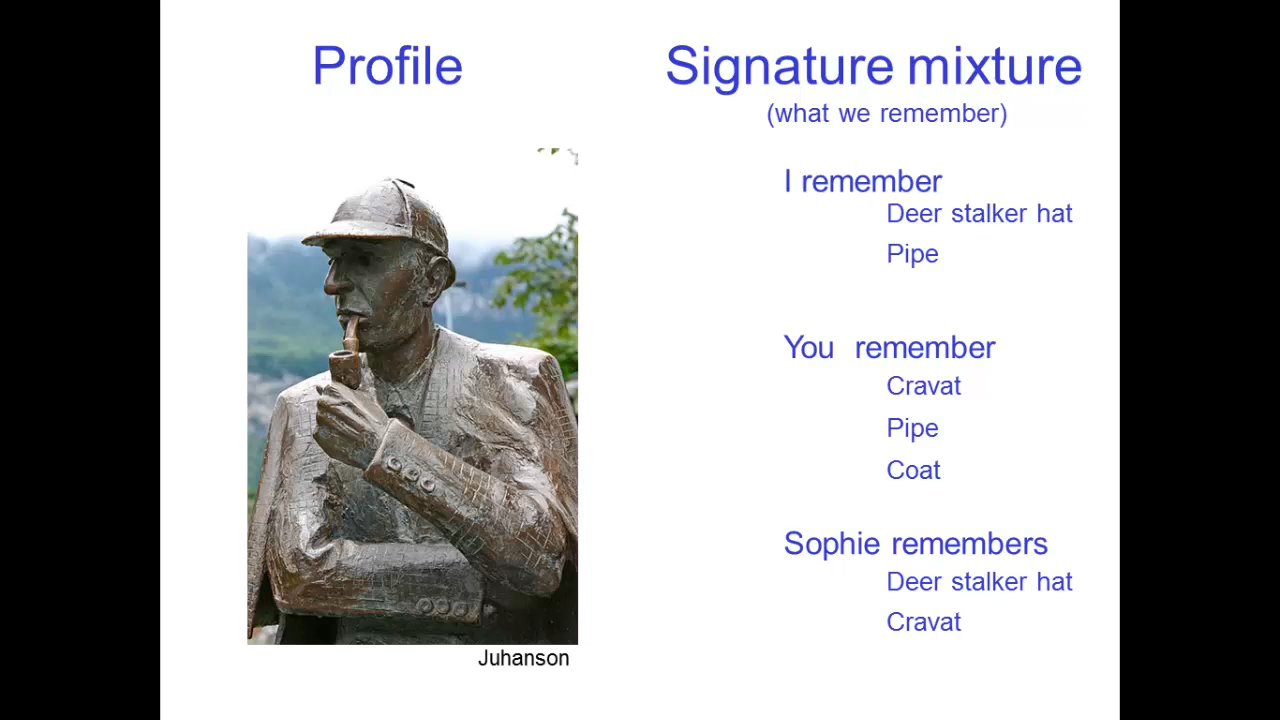 Profile
Signature mixture
(what we remember)
I remember
Deer stalker hat
Pipe
You remember
Cravat
Pipe
Coat
Sophie remembers
Deer stalker hat
Cravat
Juhanson